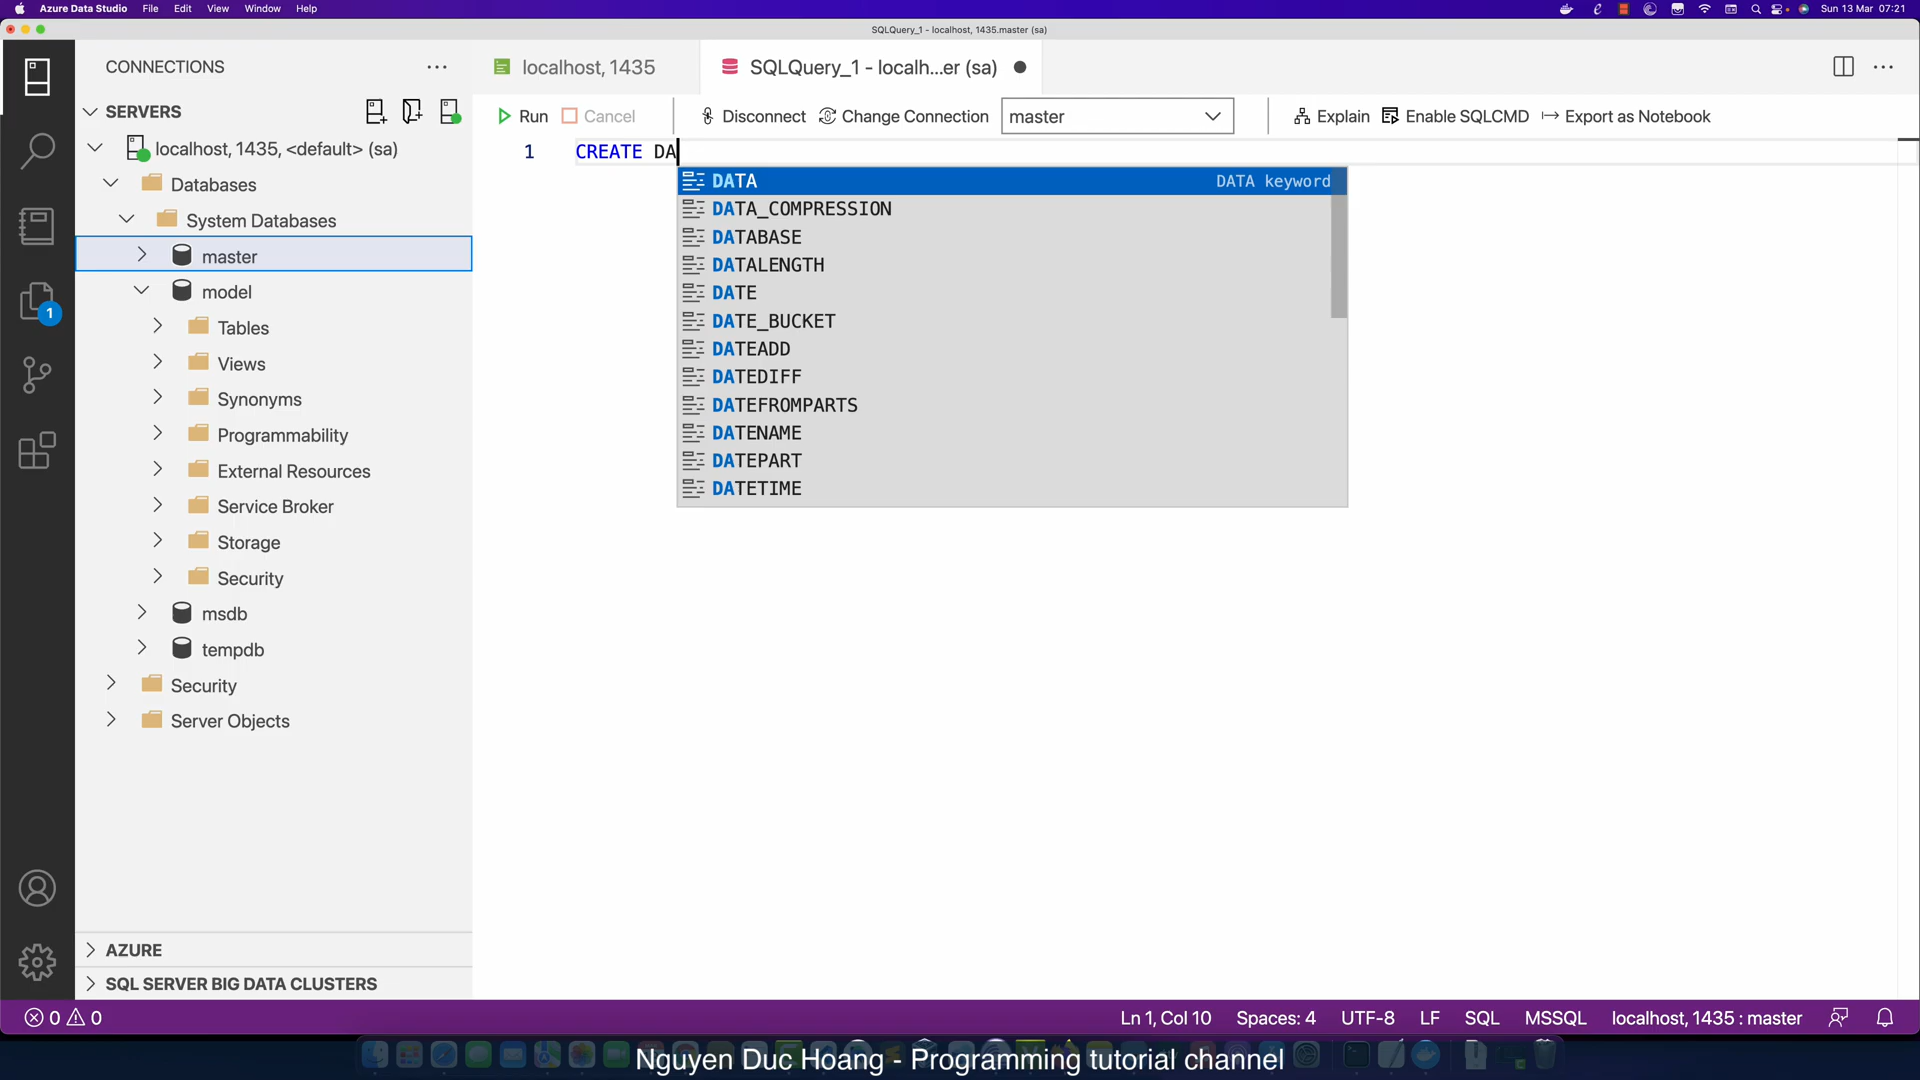 Azure Data Studio File Edit View Window Help
Sun 13 Mar 07:21
SQLQuery_1 - localhost, 1435.master (sa)
CONNECTIONS
localhost, 1435
SQLQuery_1 - localh...er (sa)
SERVERS
Run Cancel Disconnect Change Connection master Explain Enable SQLCMD Export as Notebook
localhost, 1435, <default> (sa)
1 CREATE DA
Databases
DATA DATA keyword
System Databases
DATA_COMPRESSION
master
DATABASE
model
DATALENGTH
Tables
DATE
Views
DATE_BUCKET
Synonyms
DATEADD
Programmability
DATEDIFF
External Resources
DATEFROMPARTS
Service Broker
DATENAME
Storage
DATEPART
Security
DATETIME
msdb
tempdb
Security
Server Objects
1
AZURE
SQL SERVER BIG DATA CLUSTERS
0 0
Ln 1, Col 10 Spaces: 4 UTF-8 LF SQL MSSQL localhost, 1435 : master
Nguyen Duc Hoang - Programming tutorial channel